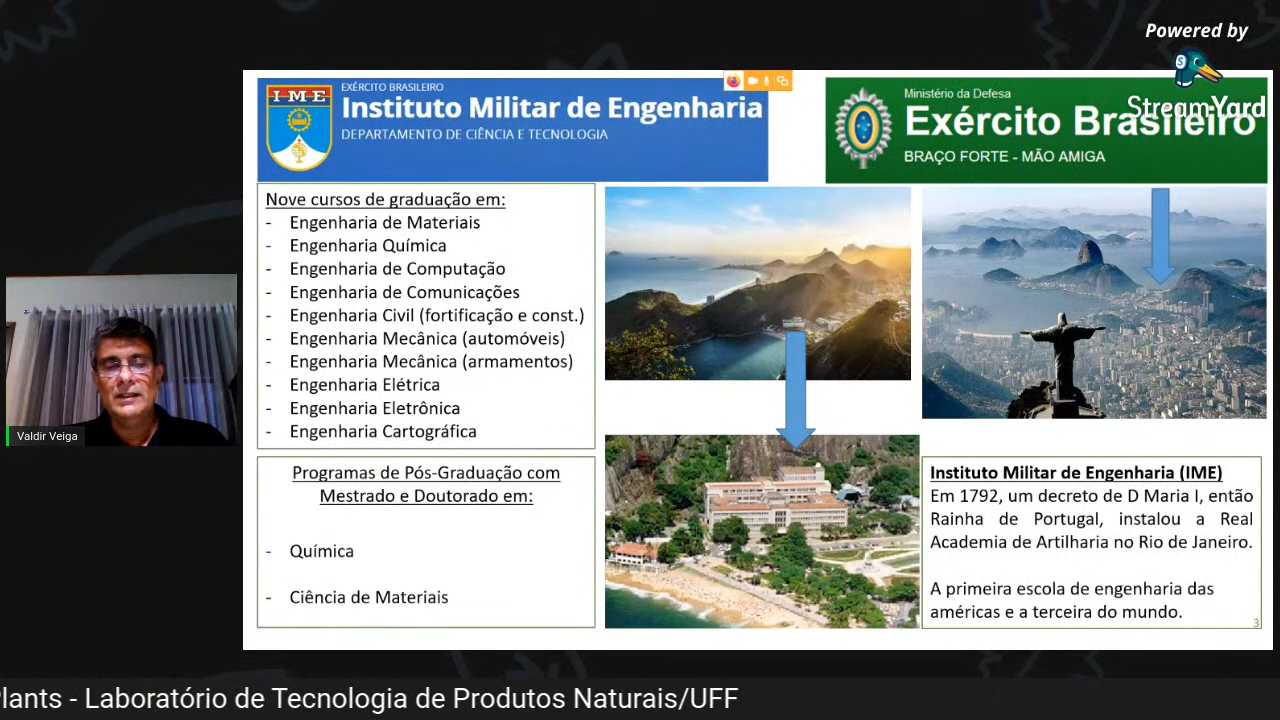 Powered by
StreamYard
IME
EXÉRCITO BRASILEIRO
Instituto Militar de Engenharia
DEPARTAMENTO DE CIÊNCIA E TECNOLOGIA
Ministério da Defesa
Exército Brasileiro
BRAÇO FORTE - MÃO AMIGA
Nove cursos de graduação em:
- Engenharia de Materiais
- Engenharia Química
- Engenharia de Computação
- Engenharia de Comunicações
- Engenharia Civil (fortificação e const.)
- Engenharia Mecânica (automóveis)
- Engenharia Mecânica (armamentos)
- Engenharia Elétrica
- Engenharia Eletrônica
- Engenharia Cartográfica
Programas de Pós-Graduação com
Mestrado e Doutorado em:
- Química
- Ciência de Materiais
Instituto Militar de Engenharia (IME)
Em 1792, um decreto de D Maria I, então
Rainha de Portugal, instalou a Real
Academia de Artilharia no Rio de Janeiro.
A primeira escola de engenharia das
américas e a terceira do mundo.
3
Valdir Veiga
Plants - Laboratório de Tecnologia de Produtos Naturais/UFF